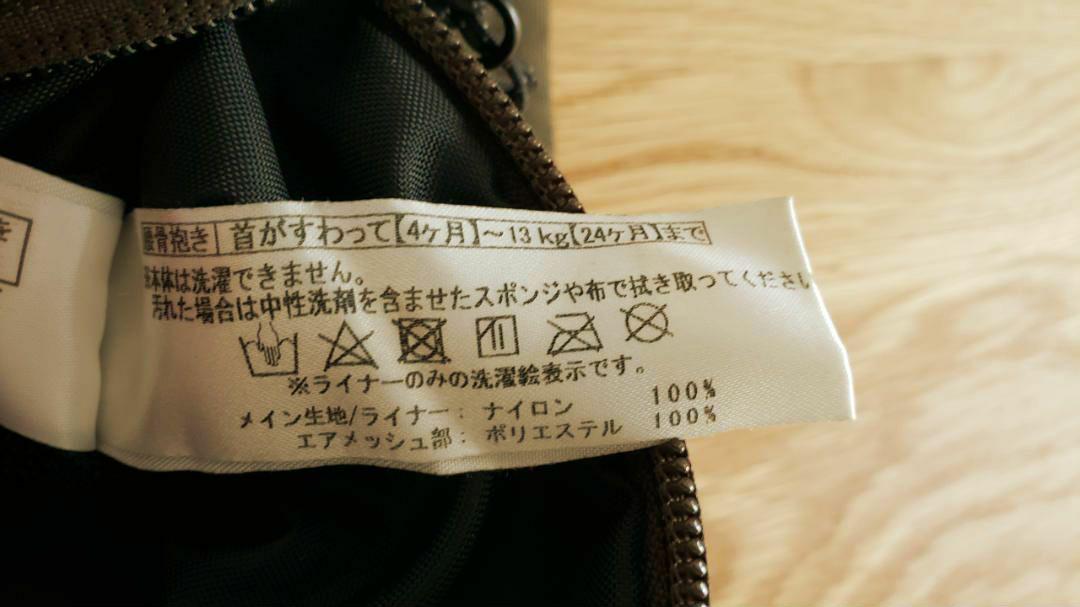 腰骨抱き 首がすわって【4ヶ月】～13kg【24ヶ月】まで
※本体は洗濯できません。
汚れた場合は中性洗剤を含ませたスポンジや布で拭き取ってください
※ライナーのみの洗濯絵表示です。
メイン生地/ライナー： ナイロン 100%
エアメッシュ部： ポリエステル 100%